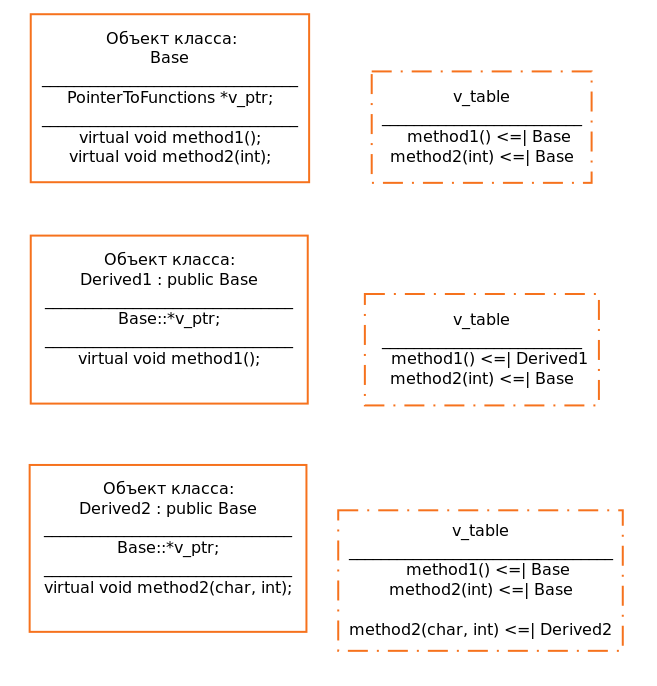 Объект класса:
Base
PointerToFunctions *v_ptr;
virtual void method1();
virtual void method2(int);
v_table
method1() <=| Base
method2(int) <=| Base
Объект класса:
Derived1 : public Base
Base::*v_ptr;
virtual void method1();
v_table
method1() <=| Derived1
method2(int) <=| Base
Объект класса:
Derived2 : public Base
Base::*v_ptr;
virtual void method2(char, int);
v_table
method1() <=| Base
method2(int) <=| Base
method2(char, int) <=| Derived2